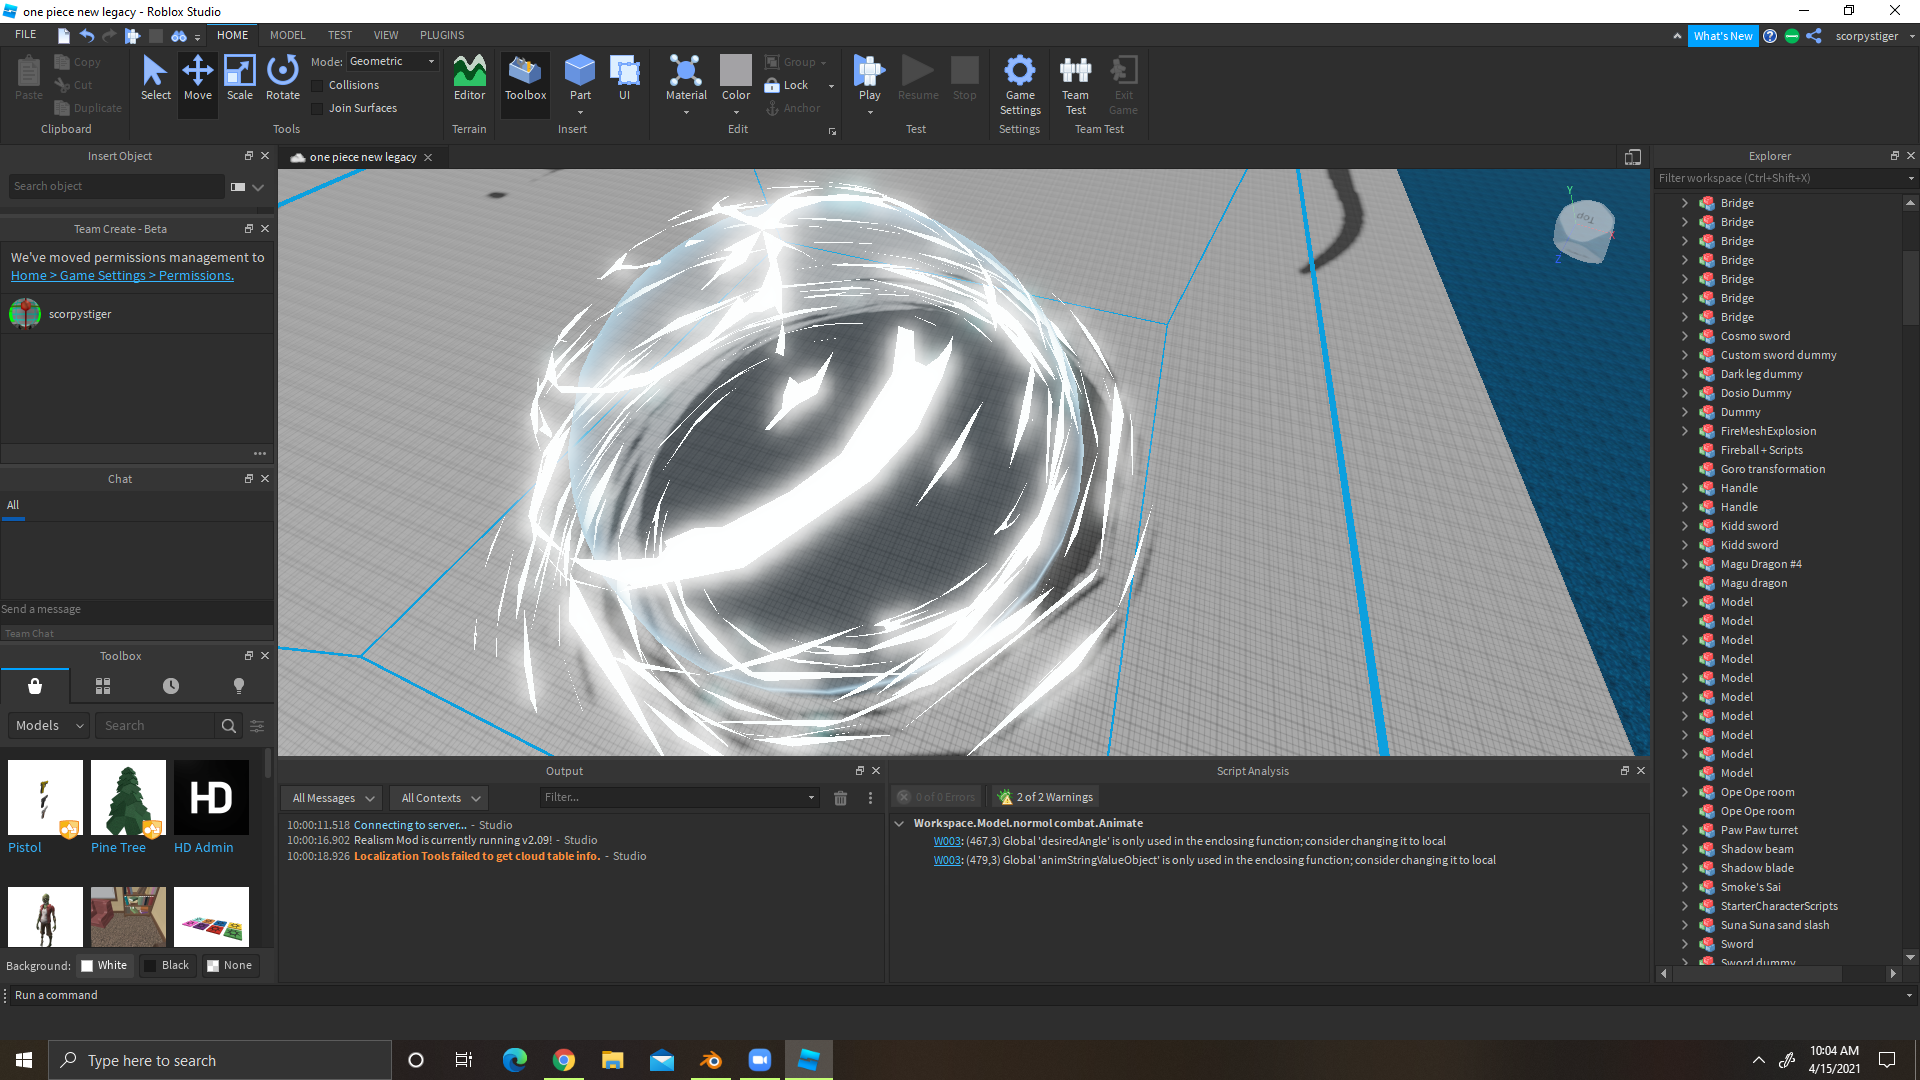 one piece new legacy - Roblox Studio
FILE
HOME
MODEL
TEST
VIEW
PLUGINS
What's New
scorpystiger
Paste
Copy
Cut
Duplicate
Clipboard
Select
Move
Scale
Rotate
Mode: Geometric
Collisions
Join Surfaces
Tools
Editor
Terrain
Toolbox
Part
UI
Insert
Material
Color
Group
Lock
Anchor
Edit
Play
Resume
Stop
Test
Game Settings
Settings
Team Test
Exit Game
Team Test
Insert Object
Search object
Team Create - Beta
We've moved permissions management to
Home > Game Settings > Permissions.
scorpystiger
Chat
All
Send a message
Team Chat
Toolbox
Models
Search
Pistol
Pine Tree
HD
HD Admin
Background:
White
Black
None
Run a command
one piece new legacy
Y
Top
X
Z
Output
All Messages
All Contexts
Filter...
10:00:11.518 Connecting to server... - Studio
10:00:16.902 Realism Mod is currently running v2.09! - Studio
10:00:18.926 Localization Tools failed to get cloud table info. - Studio
Script Analysis
0 of 0 Errors
2 of 2 Warnings
Workspace.Model.normol combat.Animate
W003: (467,3) Global 'desiredAngle' is only used in the enclosing function; consider changing it to local
W003: (479,3) Global 'animStringValueObject' is only used in the enclosing function; consider changing it to local
Explorer
Filter workspace (Ctrl+Shift+X)
Bridge
Bridge
Bridge
Bridge
Bridge
Bridge
Bridge
Cosmo sword
Custom sword dummy
Dark leg dummy
Dosio Dummy
Dummy
FireMeshExplosion
Fireball + Scripts
Goro transformation
Handle
Handle
Kidd sword
Kidd sword
Magu Dragon #4
Magu dragon
Model
Model
Model
Model
Model
Model
Model
Model
Model
Model
Ope Ope room
Ope Ope room
Paw Paw turret
Shadow beam
Shadow blade
Smoke's Sai
StarterCharacterScripts
Suna Suna sand slash
Sword
Sword dummy
Type here to search
10:04 AM
4/15/2021